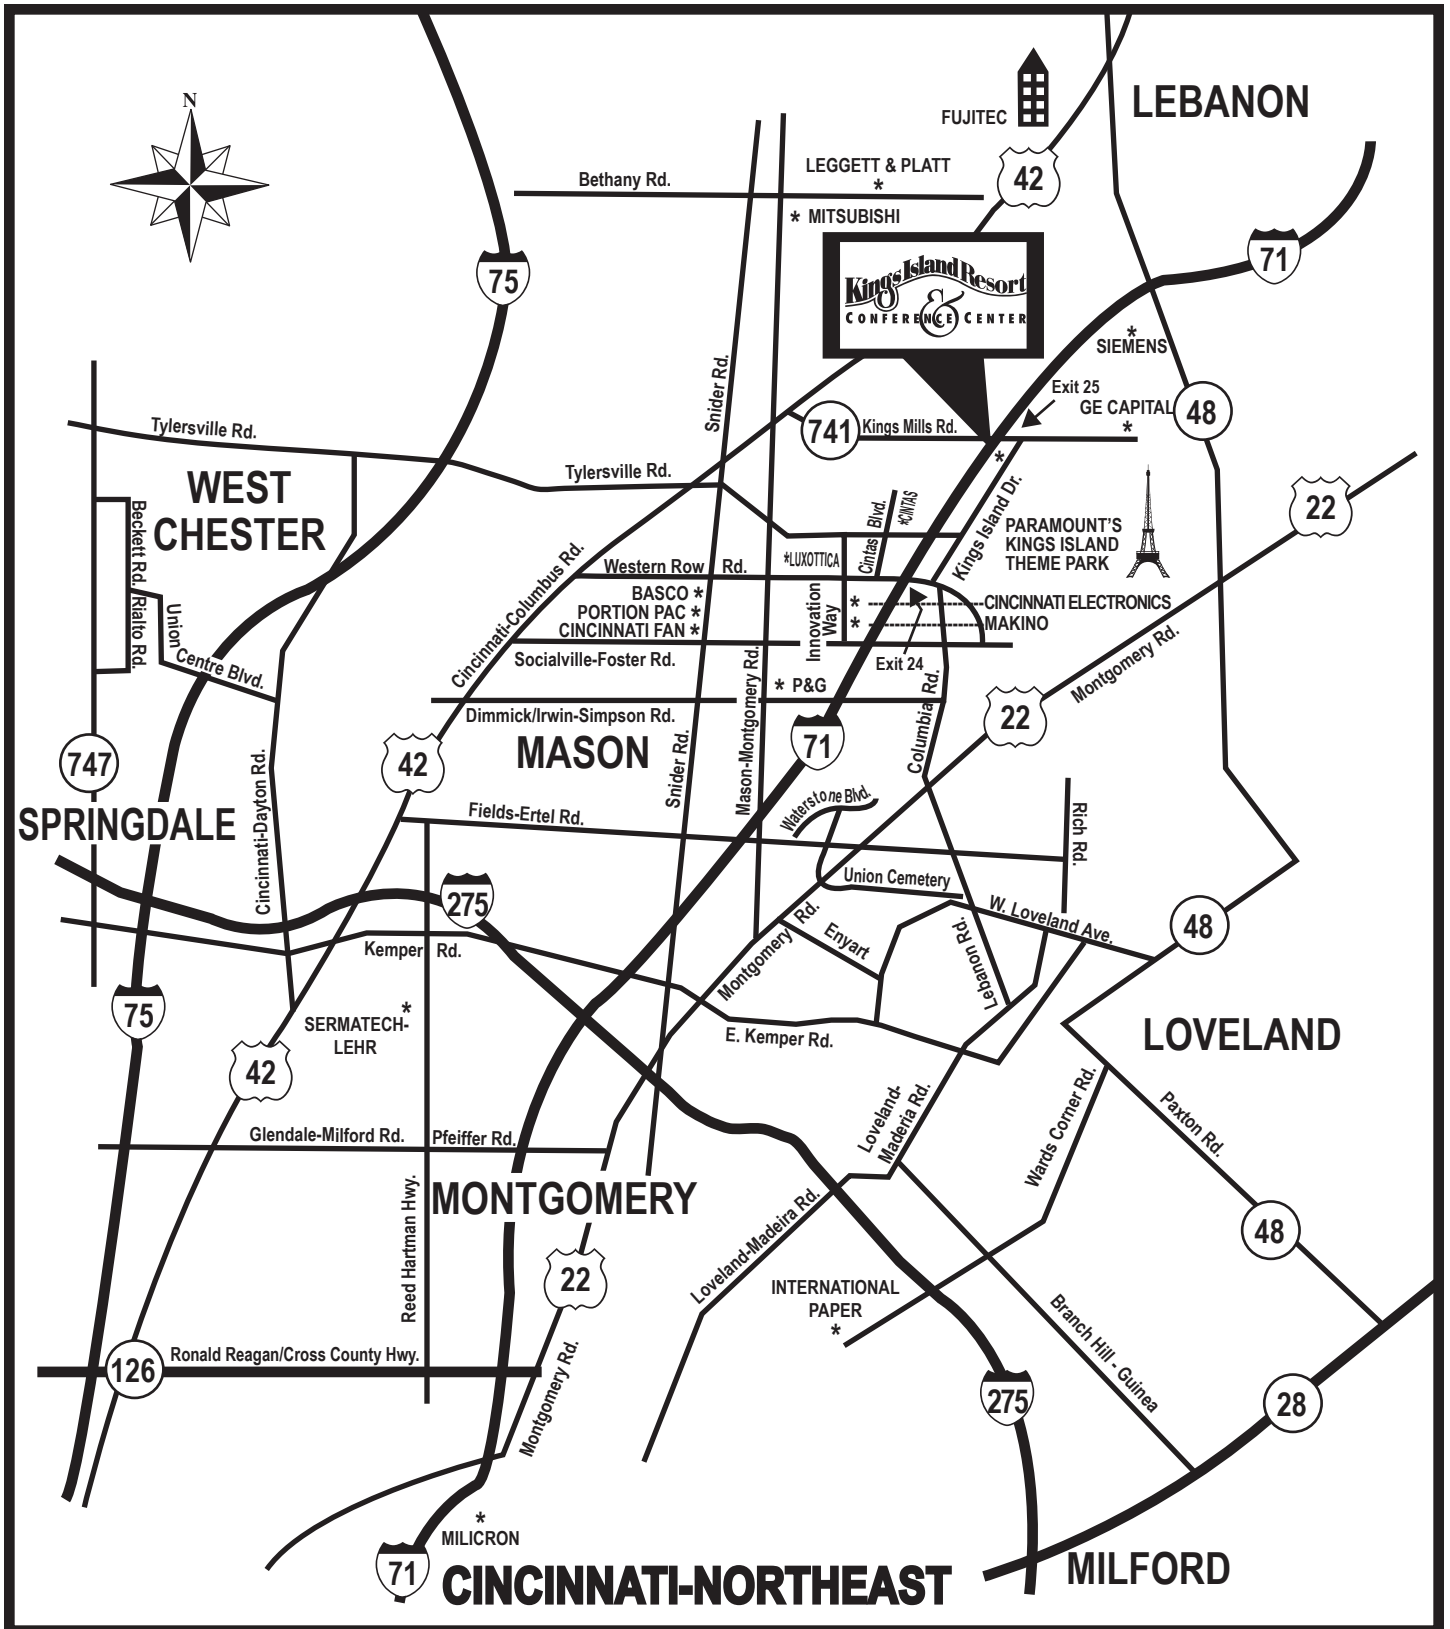 N
FUJITEC
LEBANON
LEGGETT & PLATT
42
Bethany Rd.
* MITSUBISHI
71
75
Kings Island Resort
&
CONFERENCE CENTER
SIEMENS
Snider Rd.
Exit 25
GE CAPITAL
48
741
Kings Mills Rd.
Tylersville Rd.
Tylersville Rd.
WEST
CHESTER
22
Beckett Rd.
Rialto Rd.
Cintas Blvd.
*CINTAS
Kings Island Dr.
PARAMOUNT'S
KINGS ISLAND
THEME PARK
Cincinnati-Columbus Rd.
*LUXOTTICA
Western Row Rd.
BASCO *
PORTION PAC *
CINCINNATI FAN *
Innovation
Way
* CINCINNATI ELECTRONICS
* MAKINO
Union
Centre Blvd.
Socialville-Foster Rd.
Exit 24
Montgomery Rd.
* P&G
Mason-Montgomery Rd.
Columbia Rd.
Dimmick/Irwin-Simpson Rd.
22
MASON
71
747
42
Snider Rd.
Cincinnati-Dayton Rd.
Waterstone Blvd.
SPRINGDALE
Fields-Ertel Rd.
Rich Rd.
Union Cemetery
275
W. Loveland Ave.
48
Kemper Rd.
Montgomery Rd.
Enyart
Lebanon Rd.
75
SERMATECH-
LEHR
E. Kemper Rd.
LOVELAND
42
Loveland-
Maderia Rd.
Wards Corner Rd.
Paxton Rd.
Glendale-Milford Rd.
Pfeiffer Rd.
MONTGOMERY
Reed Hartman Hwy.
Loveland-Madeira Rd.
48
22
INTERNATIONAL
PAPER
*
Branch Hill - Guinea
Ronald Reagan/Cross County Hwy.
126
Montgomery Rd.
275
28
*
MILICRON
71
CINCINNATI-NORTHEAST
MILFORD